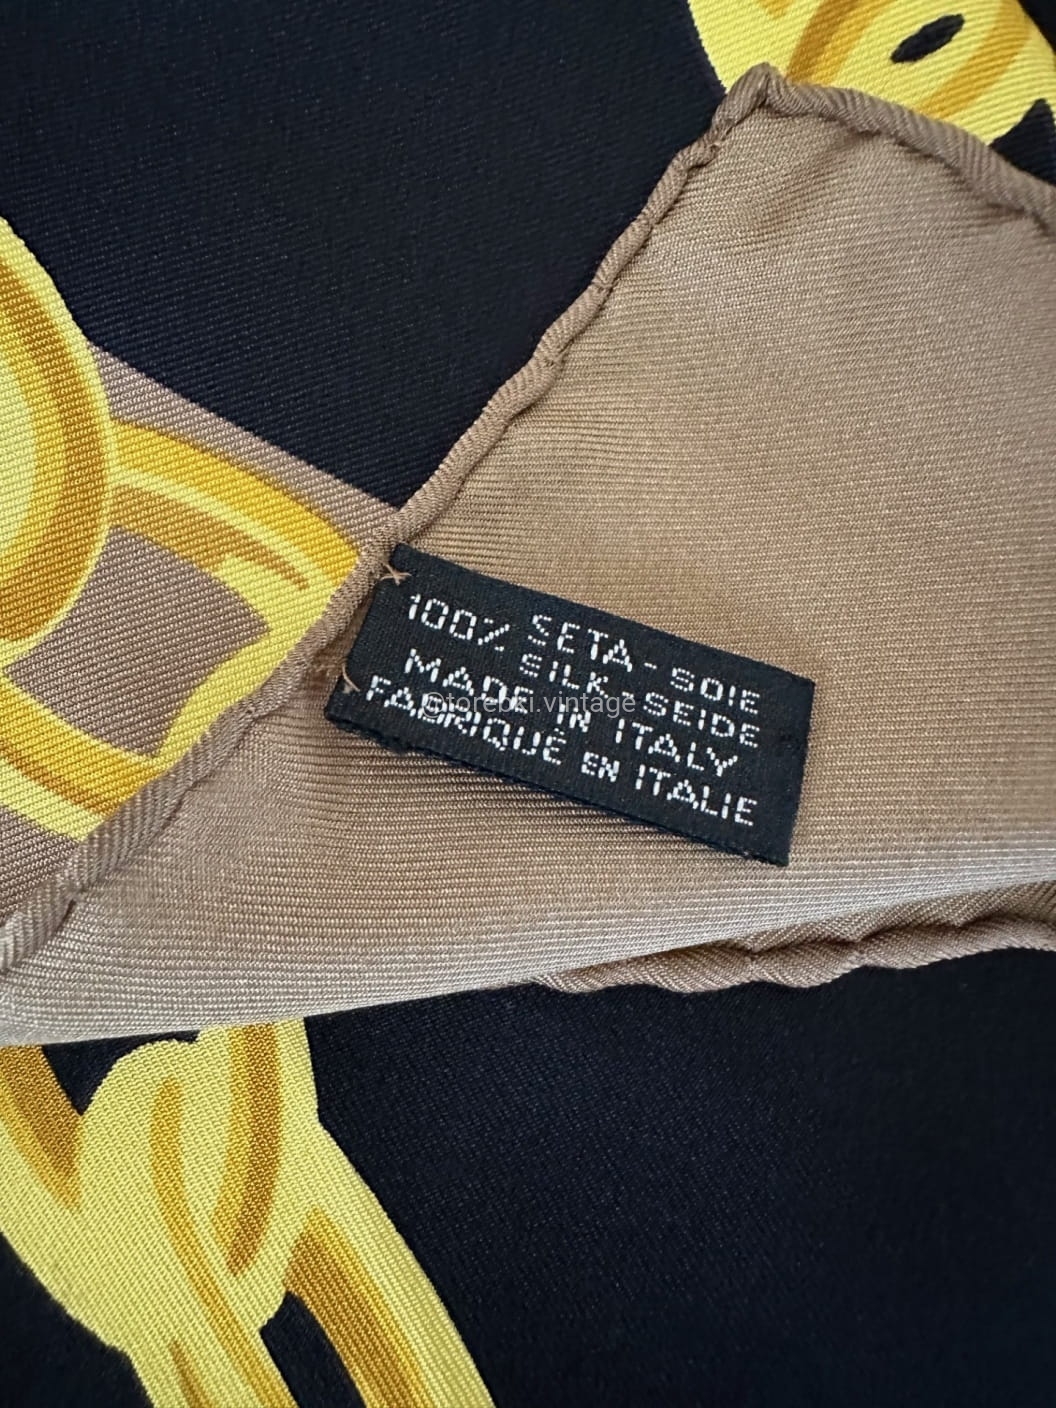 100% SETA-SOIE
SILK-SEIDE
MADE IN ITALY
FABRIQUÉ EN ITALIE
@torebki.vintage